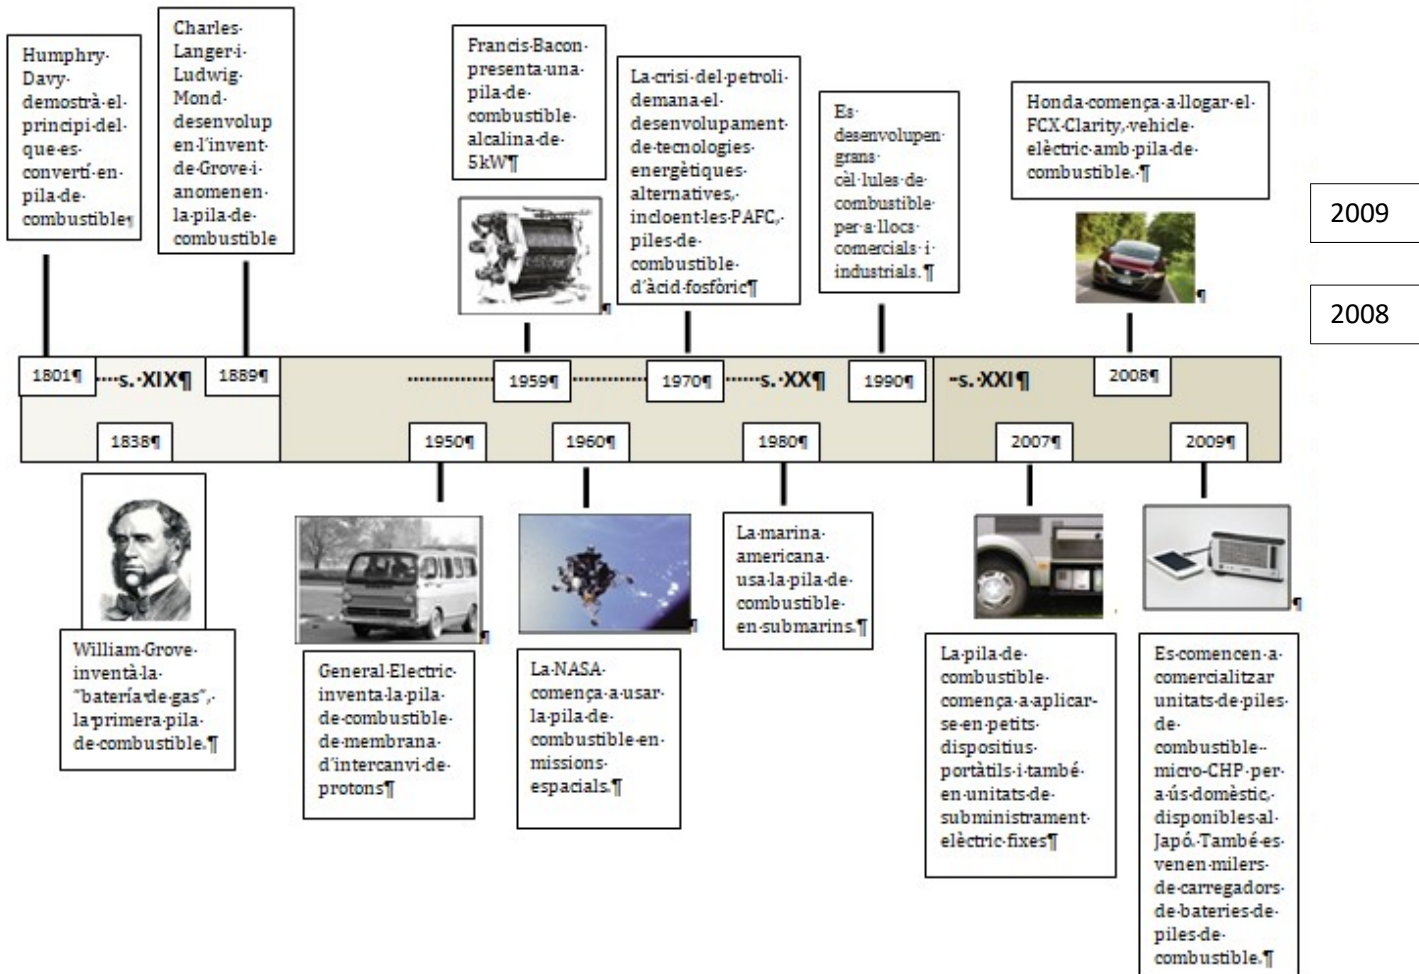 Humphry·
Davy·
demostrà·el·
principi·del·
que·es·
convertí·en·
pila·de·
combustible¶
Charles·
Langer·i·
Ludwig·
Mond·
desenvolup
en·l'invent·
de·Grove·i·
anomenen·
la·pila·de·
combustible
Francis·Bacon·
presenta·una·
pila·de·
combustible·
alcalina·de·
5kW¶
¶
La·crisi·del·petroli·
demana·el·
desenvolupament·
de·tecnologies·
energètiques·
alternatives,·
incloent·les·PAFC,·
piles·de·
combustible·
d'àcid·fosfòric¶
Es·
desenvolupen·
grans·
cèl·lules·de·
combustible·
per·a·llocs·
comercials·i·
industrials.¶
Honda·comença·a·llogar·el·
FCX·Clarity,·vehicle·
elèctric·amb·pila·de·
combustible.·¶
¶
2009
2008
1801¶ ····s.·XIX¶ 1889¶ ·············· 1959¶ ············ 1970¶ ······s.·XX¶ 1990¶ ··s.·XXI¶ 2008¶
1838¶ 1950¶ 1960¶ 1980¶ 2007¶ 2009¶
William·Grove·
inventà·la·
"batería·de·gas",·
la·primera·pila·
de·combustible.¶
¶
General·Electric·
inventa·la·pila·
de·combustible·
de·membrana·
d'intercanvi·de·
protons¶
¶
La·NASA·
comença·a·usar·
la·pila·de·
combustible·en·
missions·
espacials.¶
La·marina·
americana·
usa·la·pila·de·
combustible·
en·submarins.¶
La·pila·de·
combustible·
comença·a·aplicar-
se·en·petits·
dispositius·
portàtils·i·també·
en·unitats·de·
subministrament·
elèctric·fixes¶
¶
Es·comencen·a·
comercialitzar
unitats·de·piles·
de·
combustible··
micro-CHP·per·
a·ús·domèstic,·
disponibles·al·
Japó.·També·es·
venen·milers·
de·carregadors·
de·bateries·de·
piles·de·
combustible.¶